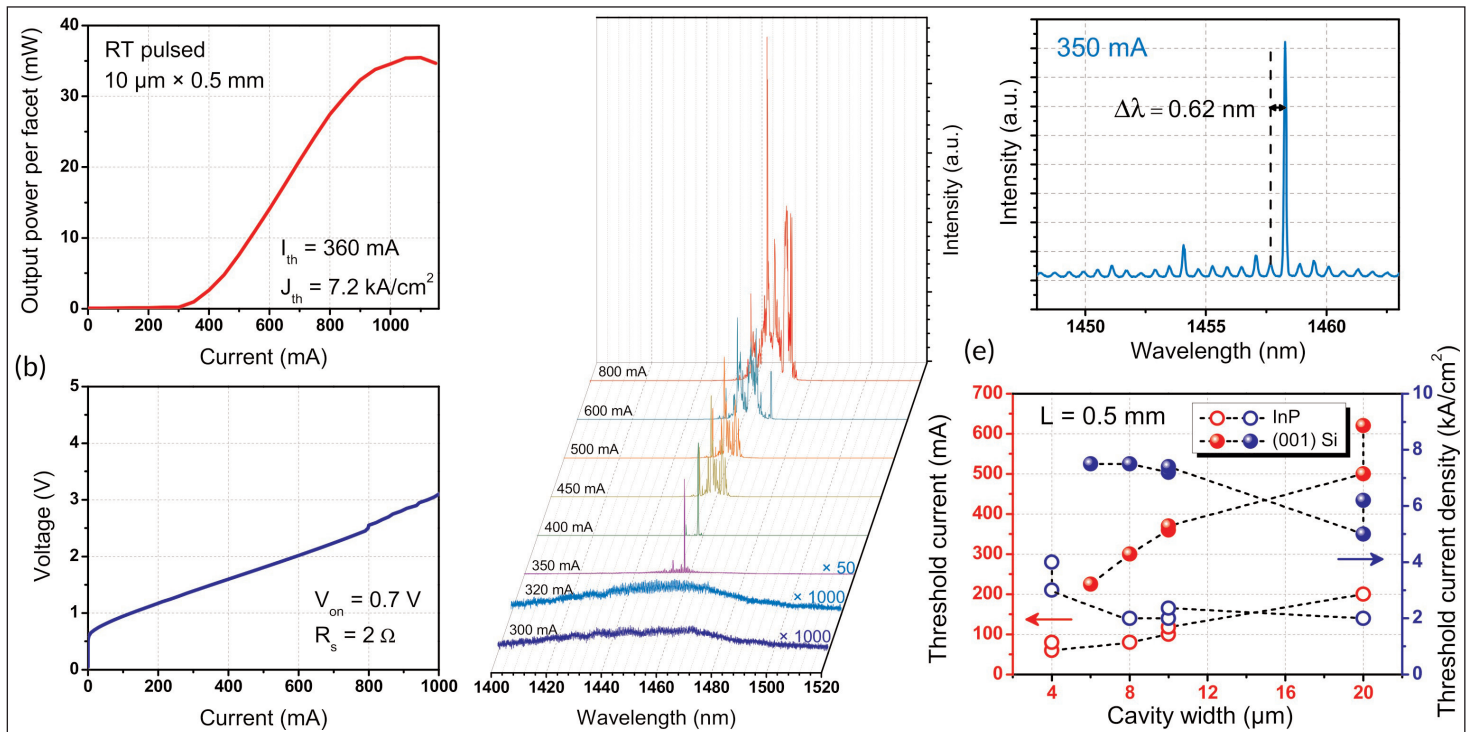 40
30
20
10
0
Output power per facet (mW)
RT pulsed
10 μm × 0.5 mm
I_th = 360 mA
J_th = 7.2 kA/cm²
0 200 400 600 800 1000
Current (mA)
(b)
5
4
3
2
1
0
Voltage (V)
V_on = 0.7 V
R_s = 2 Ω
0 200 400 600 800 1000
Current (mA)
Intensity (a.u.)
800 mA
600 mA
500 mA
450 mA
400 mA
350 mA
× 50
320 mA
× 1000
300 mA
× 1000
1400 1420 1440 1460 1480 1500 1520
Wavelength (nm)
350 mA
Δλ = 0.62 nm
Intensity (a.u.)
1450 1455 1460
Wavelength (nm)
(e)
700
600
500
400
300
200
100
0
Threshold current (mA)
L = 0.5 mm
InP
(001) Si
10
8
6
4
2
0
Threshold current density (kA/cm²)
4 8 12 16 20
Cavity width (μm)